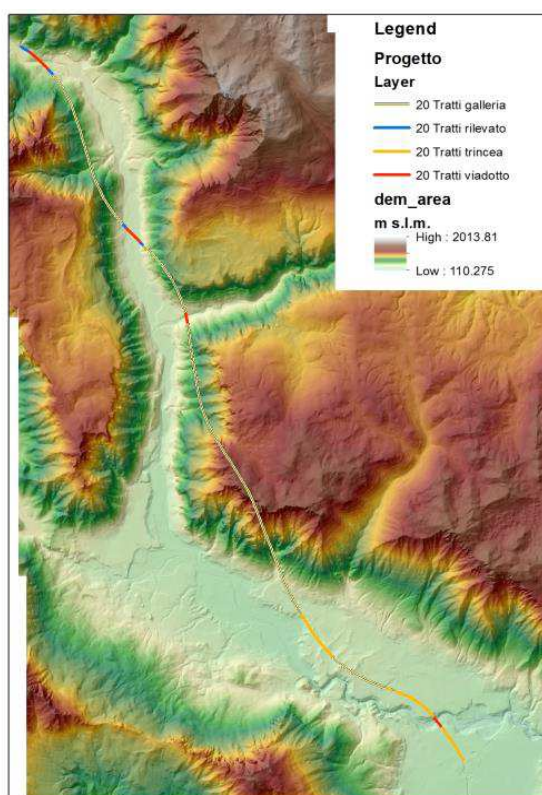 Legend
Progetto
Layer
20 Tratti galleria
20 Tratti rilevato
20 Tratti trincea
20 Tratti viadotto
dem_area
m s.l.m.
High : 2013.81
Low : 110.275